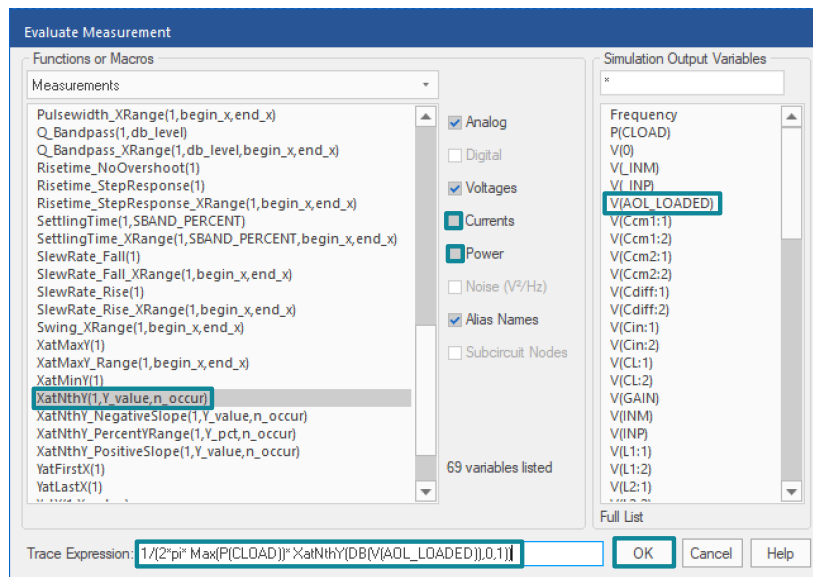 Evaluate Measurement
Functions or Macros
Measurements
Pulsewidth_XRange(1,begin_x,end_x)
Q_Bandpass(1,db_level)
Q_Bandpass_XRange(1,db_level,begin_x,end_x)
Risetime_NoOvershoot(1)
Risetime_StepResponse(1)
Risetime_StepResponse_XRange(1,begin_x,end_x)
SettlingTime(1,SBAND_PERCENT)
SettlingTime_XRange(1,SBAND_PERCENT,begin_x,end_x)
SlewRate_Fall(1)
SlewRate_Fall_XRange(1,begin_x,end_x)
SlewRate_Rise(1)
SlewRate_Rise_XRange(1,begin_x,end_x)
Swing_XRange(1,begin_x,end_x)
XatMaxY(1)
XatMaxY_Range(1,begin_x,end_x)
XatMinY(1)
XatNthY(1,Y_value,n_occur)
XatNthY_NegativeSlope(1,Y_value,n_occur)
XatNthY_PercentYRange(1,Y_pct,n_occur)
XatNthY_PositiveSlope(1,Y_value,n_occur)
YatFirstX(1)
YatLastX(1)
Analog
Digital
Voltages
Currents
Power
Noise (V²/Hz)
Alias Names
Subcircuit Nodes
69 variables listed
Simulation Output Variables
*
Frequency
P(CLOAD)
V(0)
V(_INM)
V(_INP)
V(AOL_LOADED)
V(Ccm1:1)
V(Ccm1:2)
V(Ccm2:1)
V(Ccm2:2)
V(Cdiff:1)
V(Cdiff:2)
V(Cin:1)
V(Cin:2)
V(CL:1)
V(CL:2)
V(GAIN)
V(INM)
V(INP)
V(L1:1)
V(L1:2)
V(L2:1)
Full List
Trace Expression: 1/(2*pi* Max(P(CLOAD))* XatNthY(DB(V(AOL_LOADED)),0,1))
OK
Cancel
Help